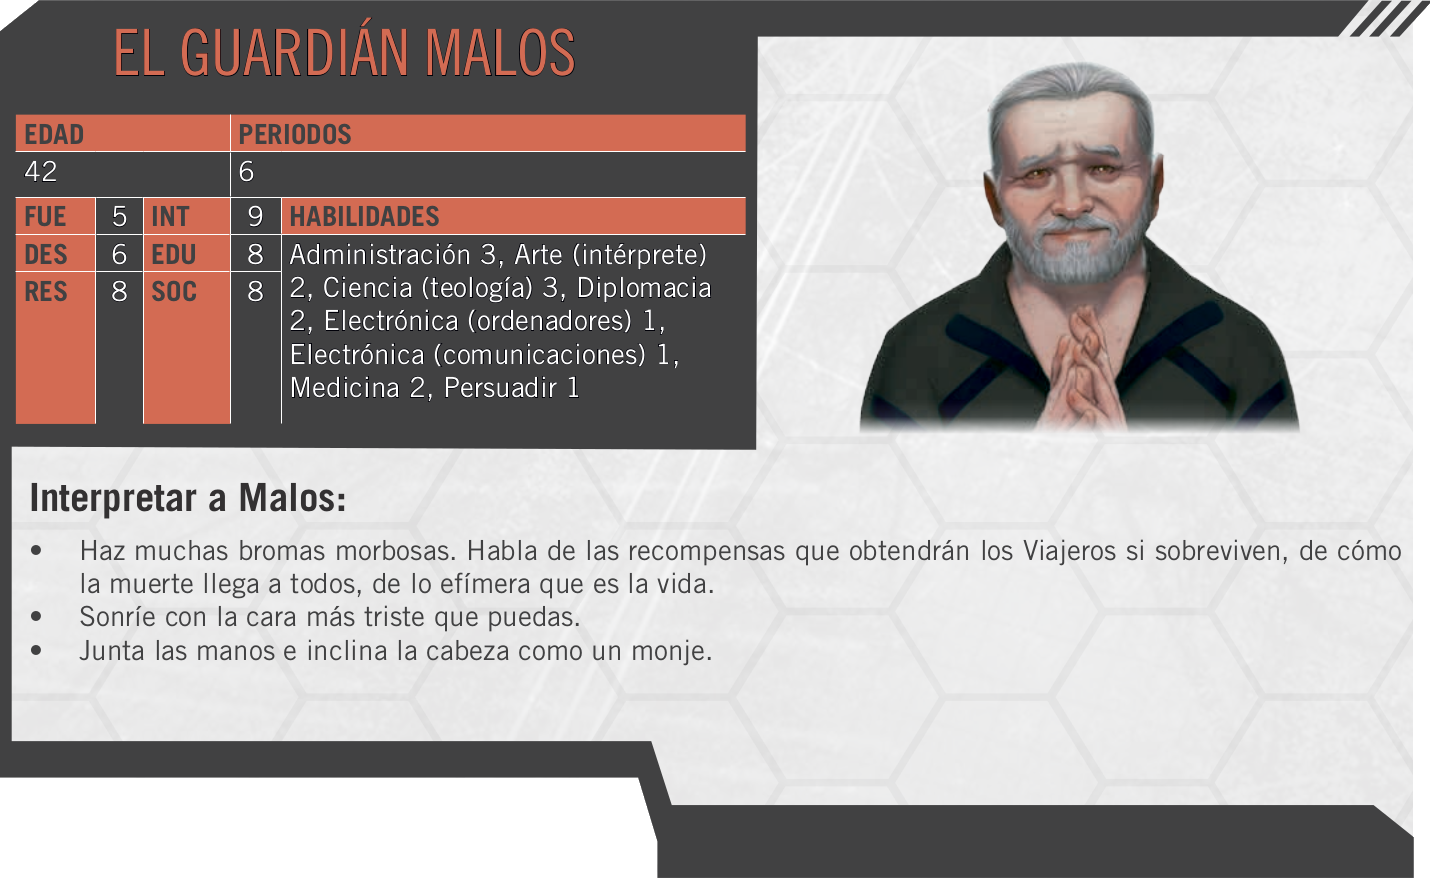 EL GUARDIÁN MALOS
EDAD PERIODOS
42 6
FUE 5 INT 9 HABILIDADES
DES 6 EDU 8 Administración 3, Arte (intérprete)
RES 8 SOC 8 2, Ciencia (teología) 3, Diplomacia
2, Electrónica (ordenadores) 1,
Electrónica (comunicaciones) 1,
Medicina 2, Persuadir 1
Interpretar a Malos:
• Haz muchas bromas morbosas. Habla de las recompensas que obtendrán los Viajeros si sobreviven, de cómo
la muerte llega a todos, de lo efímera que es la vida.
• Sonríe con la cara más triste que puedas.
• Junta las manos e inclina la cabeza como un monje.